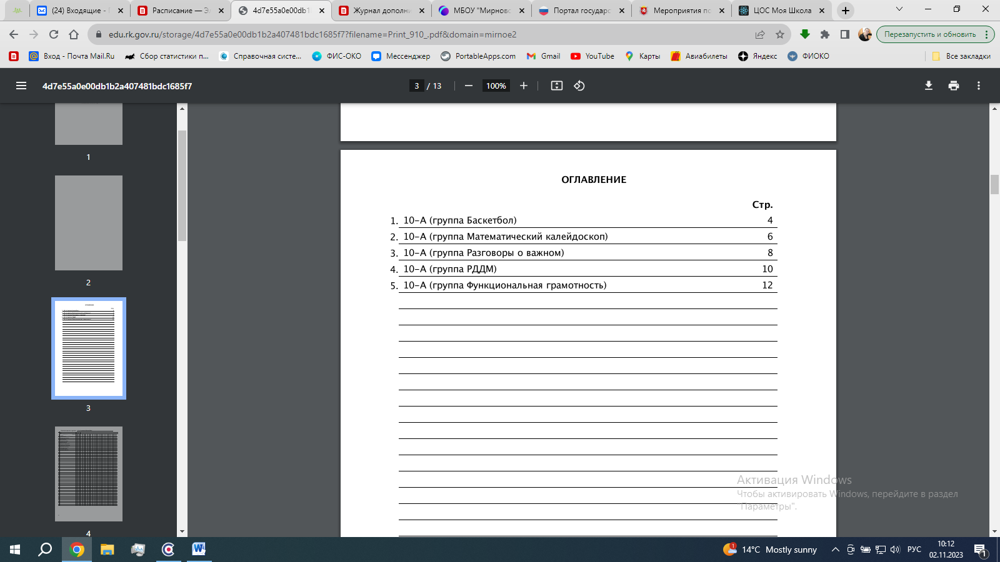 (24) Входящие -
Расписание — Э
4d7e55a0e00db1
Журнал дополн
МБОУ "Мирновс
Портал государс
Мероприятия по
ЦОС Моя Школа
edu.rk.gov.ru/storage/4d7e55a0e00db1b2a407481bdc1685f7?filename=Print_910_.pdf&domain=mirnoe2
Перезапустить и обновить
Вход - Почта Mail.Ru
Сбор статистики п...
Справочная систе...
ФИС-ОКО
Мессенджер
PortableApps.com
Gmail
YouTube
Карты
Авиабилеты
Яндекс
ФИОКО
Все закладки
4d7e55a0e00db1b2a407481bdc1685f7
3 / 13
100%
1
2
3
4
ОГЛАВЛЕНИЕ
Стр.
1. 10-А (группа Баскетбол) 4
2. 10-А (группа Математический калейдоскоп) 6
3. 10-А (группа Разговоры о важном) 8
4. 10-А (группа РДДМ) 10
5. 10-А (группа Функциональная грамотность) 12
Активация Windows
Чтобы активировать Windows, перейдите в раздел
"Параметры".
1
14°C Mostly sunny
РУС
10:12
02.11.2023
1